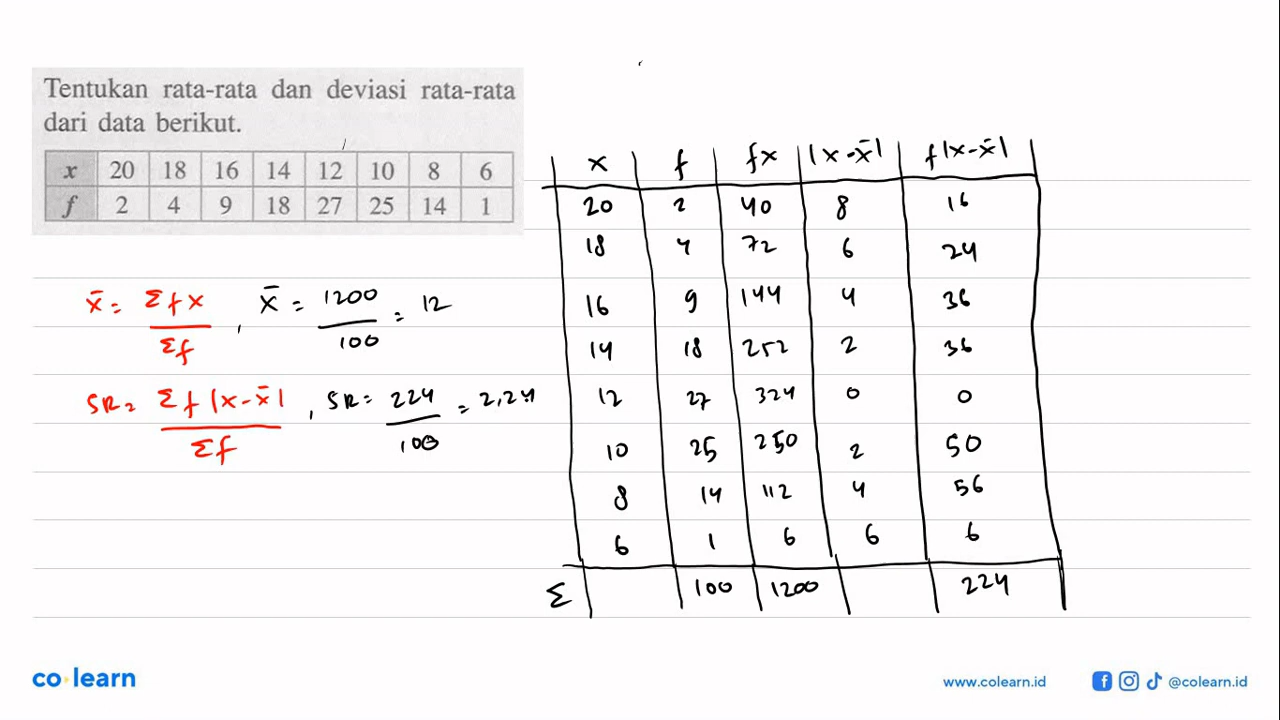 Tentukan rata-rata dan deviasi rata-rata
dari data berikut.
x 20 18 16 14 12 10 8 6
f 2 4 9 18 27 25 14 1
x̄ = Σfx / Σf , x̄ = 1200 / 100 = 12
SR = Σf|x-x̄| / Σf , SR = 224 / 100 = 2,24
x f fx |x-x̄| f|x-x̄|
20 2 40 8 16
18 4 72 6 24
16 9 144 4 36
14 18 252 2 36
12 27 324 0 0
10 25 250 2 50
8 14 112 4 56
6 1 6 6 6
Σ 100 1200 224
co·learn
www.colearn.id @colearn.id